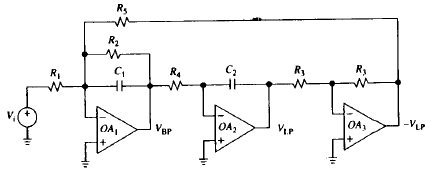 R5
R2
R1 C1 R4 C2 R3 R3
Vi
− − −
+ OA1 + OA2 + OA3
VBP VLP −VLP